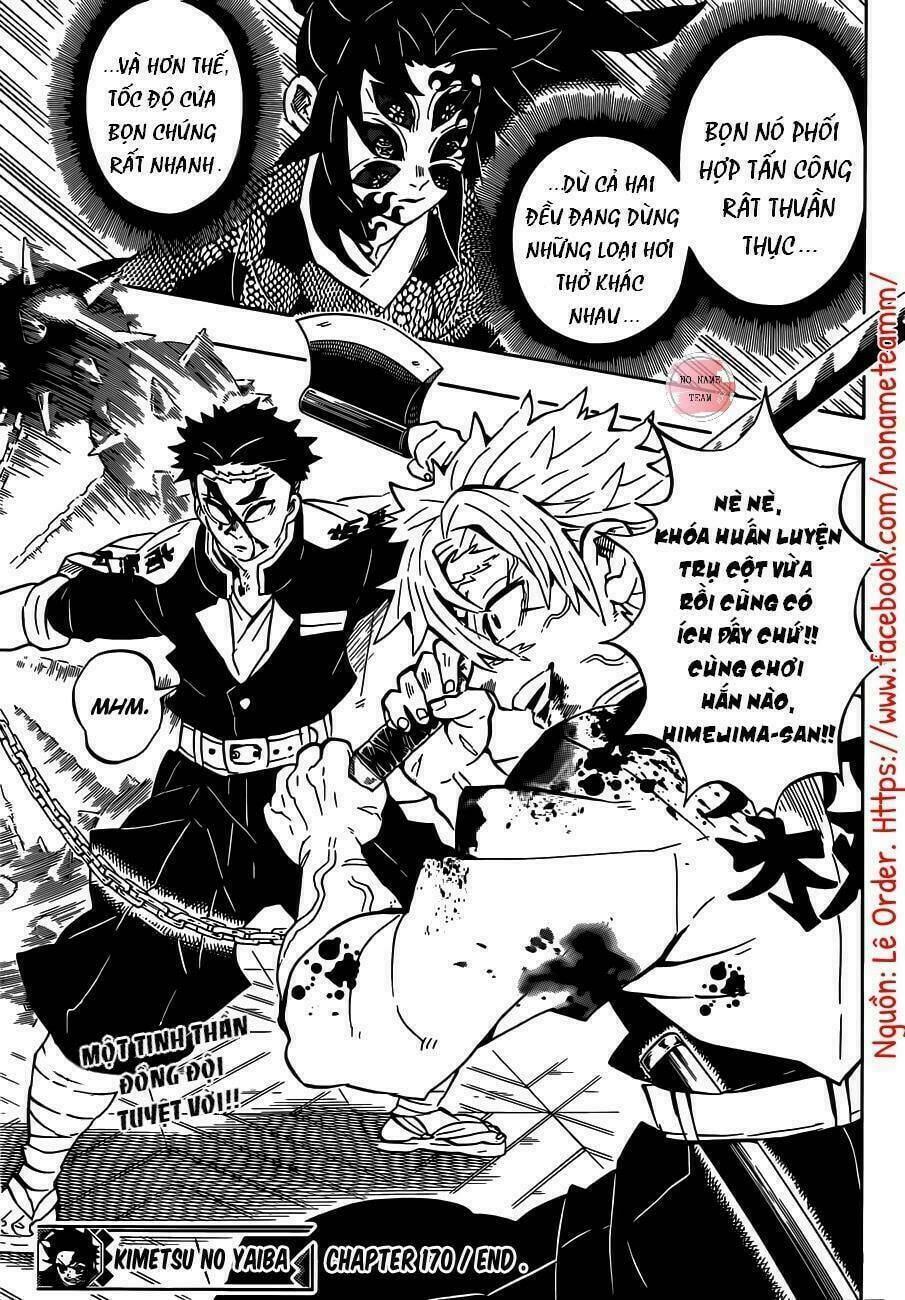 BỌN NÓ PHỐI
HỢP TẤN CÔNG
RẤT THUẦN
THỤC...
...DÙ CẢ HAI
ĐỀU ĐANG DÙNG
NHỮNG LOẠI HƠI
THỞ KHÁC
NHAU...
...VÀ HƠN THẾ,
TỐC ĐỘ CỦA
BỌN CHÚNG
RẤT NHANH.
NO NAME
TEAM
NÈ NÈ,
KHÓA HUẤN LUYỆN
TRỤ CỘT VỪA
RỒI CŨNG CÓ
ÍCH ĐẤY CHỨ!!
CÙNG CHƠI
HẮN NÀO,
HIMEJIMA-SAN!!
MHM.
MỘT TINH THẦN
ĐỒNG ĐỘI
TUYỆT VỜI!!
KIMETSU NO YAIBA
CHAPTER 170 / END.
Nguồn: Lê Order. Https://www.facebook.com/nonameteamm/